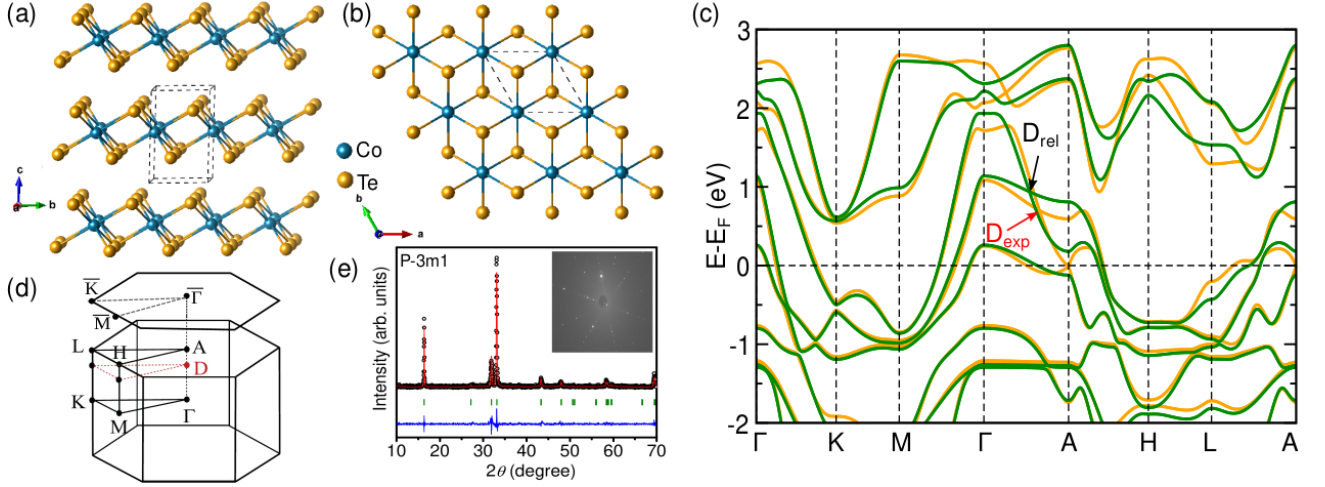 (a)
c
a
b
(b)
Co
Te
b
a
(c)
E-E_F (eV)
3
2
1
0
-1
-2
D_rel
D_exp
Γ K M Γ A H L A
(d)
K̅
Γ̅
M̅
L
H
A
D
K
Γ
M
(e)
P-3m1
Intensity (arb. units)
10 20 30 40 50 60 70
2θ (degree)